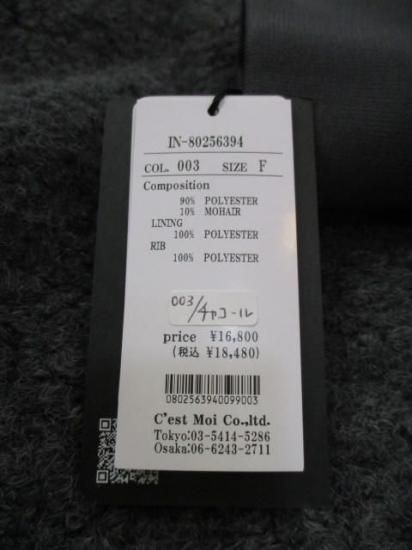 IN-80256394
COL. 003 SIZE F
Composition
90% POLYESTER
10% MOHAIR
LINING
100% POLYESTER
RIB
100% POLYESTER
003/チャコール
price ¥16,800
(税込 ¥18,480)
0802563940099003
C'est Moi Co.,ltd.
Tokyo:03-5414-5286
Osaka:06-6243-2711